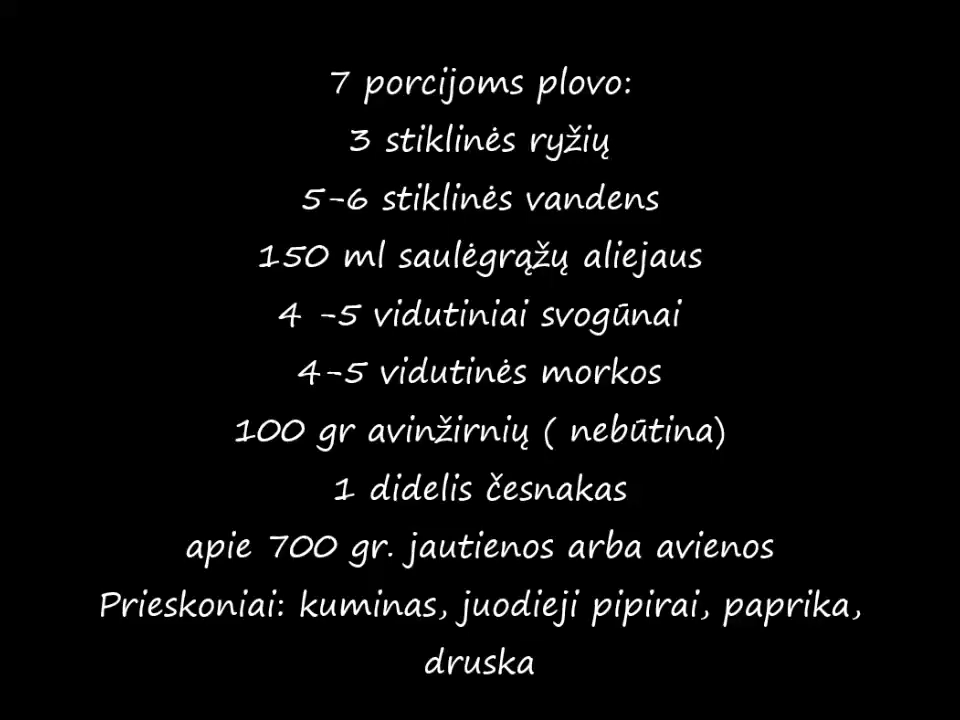 7 porcijoms plovo:
3 stiklinės ryžių
5-6 stiklinės vandens
150 ml saulėgrąžų aliejaus
4 -5 vidutiniai svogūnai
4-5 vidutinės morkos
100 gr avinžirnių ( nebūtina)
1 didelis česnakas
apie 700 gr. jautienos arba avienos
Prieskoniai: kuminas, juodieji pipirai, paprika,
druska